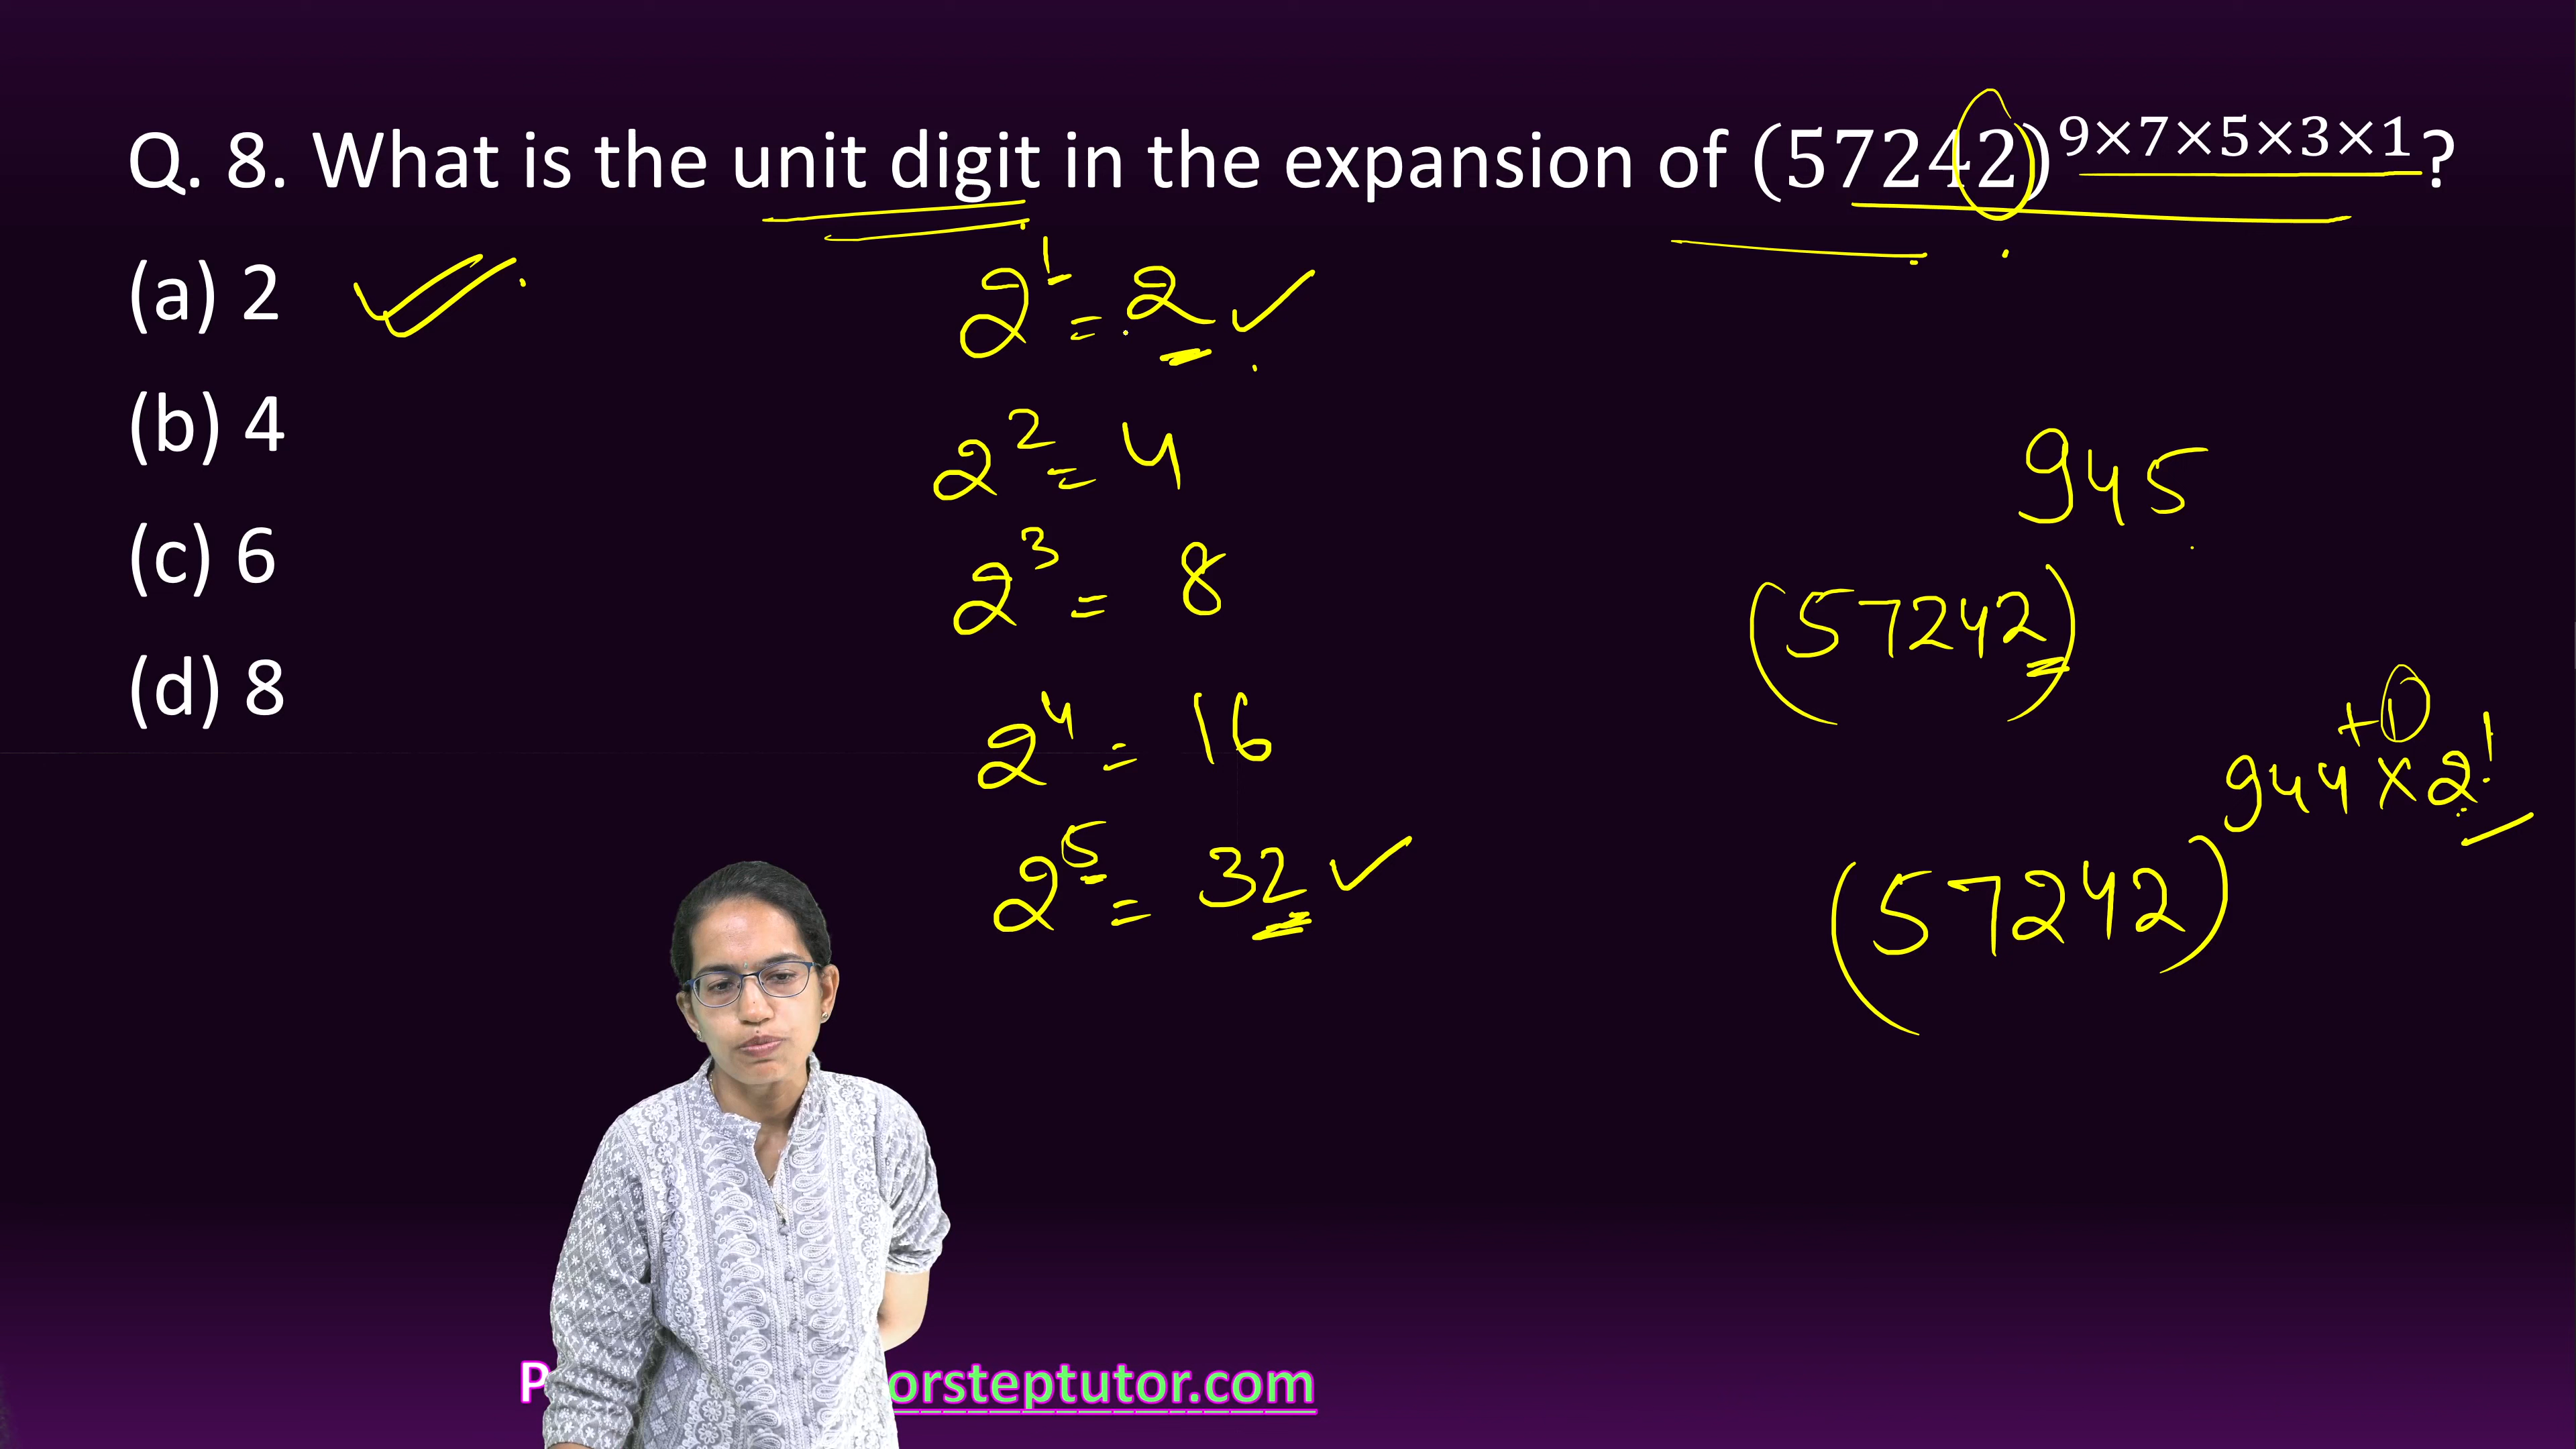 Q. 8. What is the unit digit in the expansion of (57242)^9×7×5×3×1?
(a) 2
(b) 4
(c) 6
(d) 8
2^1 = 2
2^2 = 4
2^3 = 8
2^4 = 16
2^5 = 32
945
(57242)
+1
944 × 2^1
(57242)
orsteptutor.com